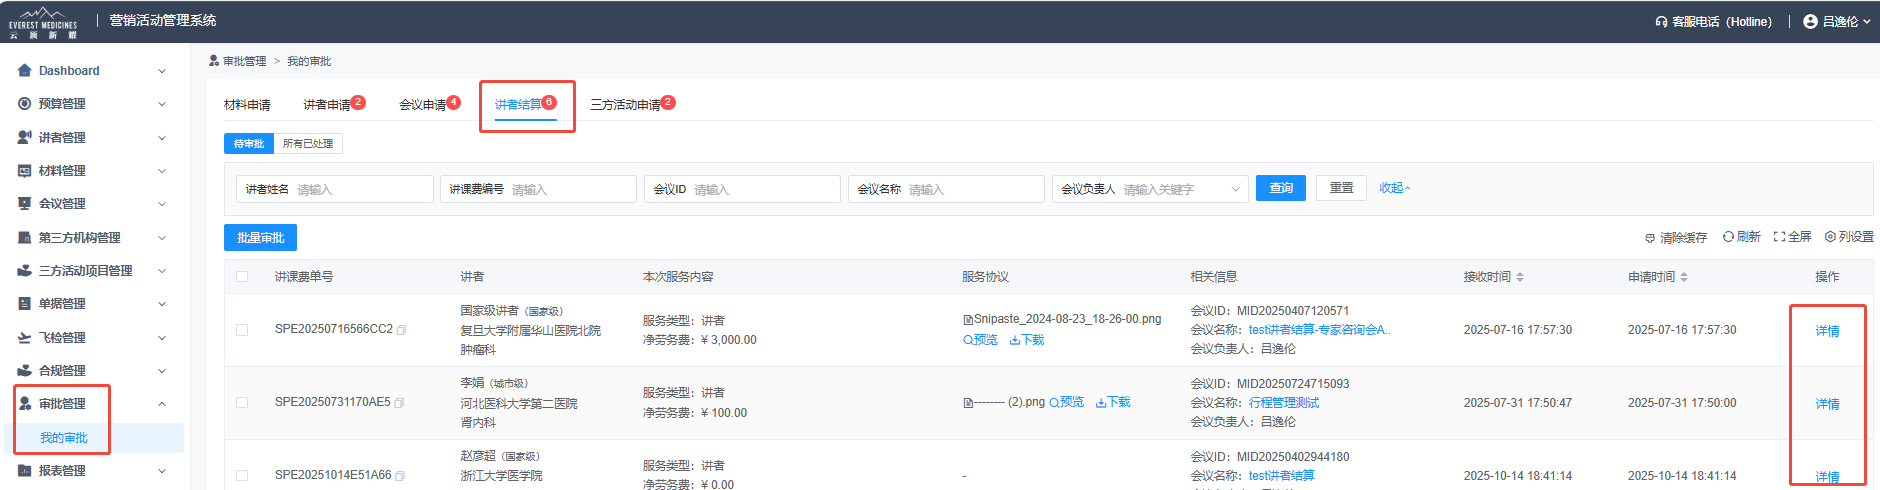 EVEREST MEDICINES
云顶新耀
营销活动管理系统
客服电话（Hotline）
吕逸伦
Dashboard
预算管理
讲者管理
材料管理
会议管理
第三方机构管理
三方活动项目管理
单据管理
飞检管理
合规管理
审批管理
我的审批
报表管理
审批管理 > 我的审批
材料申请 讲者申请 2 会议申请 4 讲者结算 6 三方活动申请 2
待审批 所有已处理
讲者姓名 请输入 讲课费编号 请输入 会议ID 请输入 会议名称 请输入 会议负责人 请输入关键字 查询 重置 收起
批量审批
清除缓存 刷新 全屏 列设置
讲课费单号 讲者 本次服务内容 服务协议 相关信息 接收时间 申请时间 操作
SPE20250716566CC2
国家级讲者（国家级）
复旦大学附属华山医院北院
肿瘤科
服务类型：讲者
净劳务费：¥ 3,000.00
Snipaste_2024-08-23_18-26-00.png
预览 下载
会议ID：MID20250407120571
会议名称：test讲者结算-专家咨询会A..
会议负责人：吕逸伦
2025-07-16 17:57:30
2025-07-16 17:57:30
详情
SPE20250731170AE5
李娟（城市级）
河北医科大学第二医院
肾内科
服务类型：讲者
净劳务费：¥ 100.00
-------- (2).png 预览 下载
会议ID：MID20250724715093
会议名称：行程管理测试
会议负责人：吕逸伦
2025-07-31 17:50:47
2025-07-31 17:50:00
详情
SPE20251014E51A66
赵彦超（国家级）
浙江大学医学院
服务类型：讲者
净劳务费：¥ 0.00
-
会议ID：MID20250402944180
会议名称：test讲者结算
2025-10-14 18:41:14
2025-10-14 18:41:14
详情